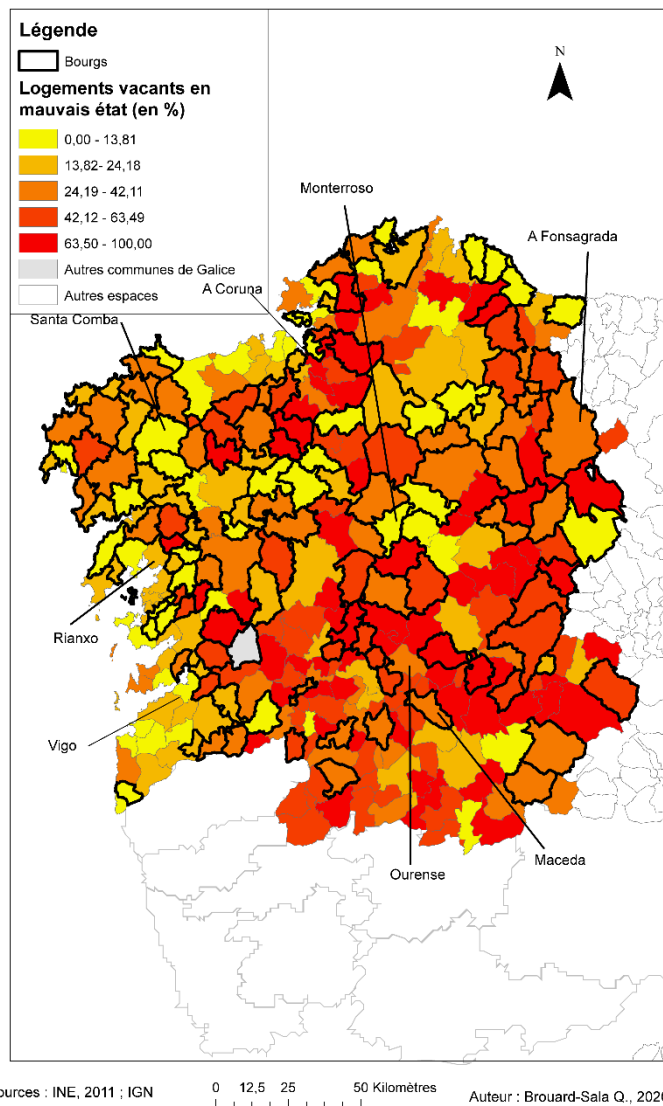 Légende
Bourgs
Logements vacants en
mauvais état (en %)
0,00 - 13,81
13,82- 24,18
24,19 - 42,11
42,12 - 63,49
63,50 - 100,00
Autres communes de Galice
Autres espaces
N
Monterroso
A Fonsagrada
A Coruna
Santa Comba
Rianxo
Vigo
Maceda
Ourense
ources : INE, 2011 ; IGN
0 12,5 25 50 Kilomètres
Auteur : Brouard-Sala Q., 202